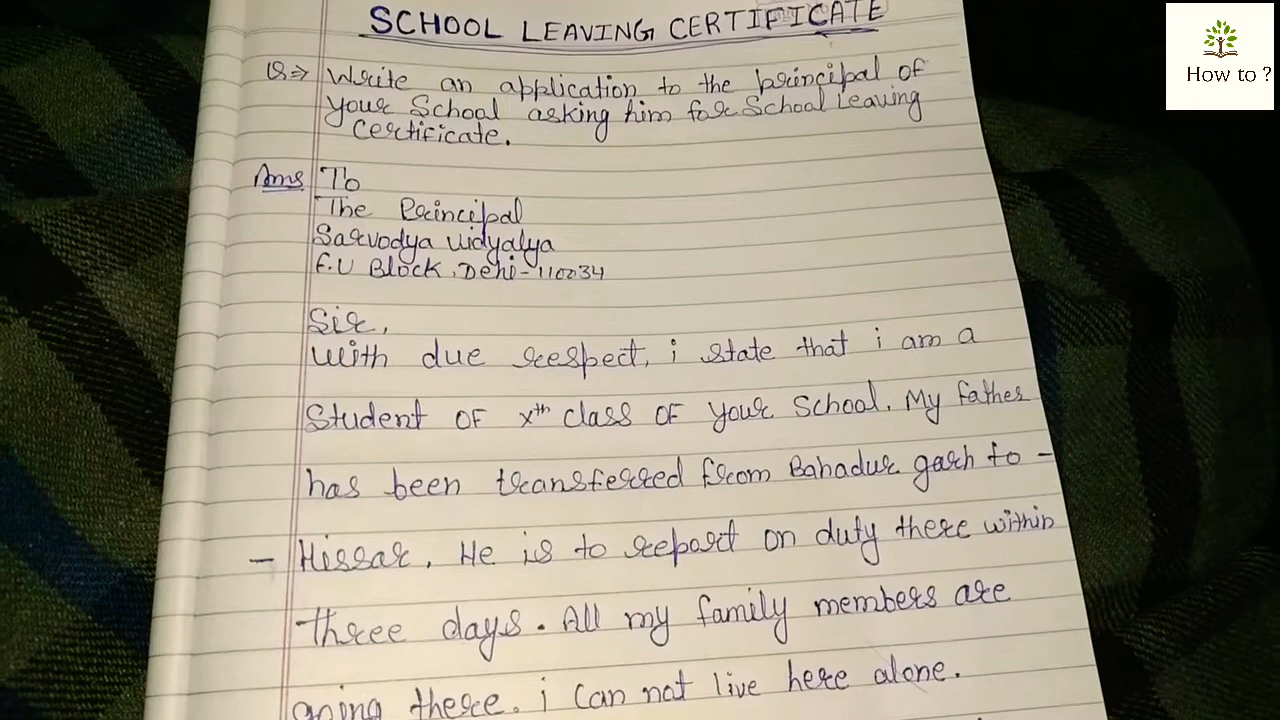 SCHOOL LEAVING CERTIFICATE
How to ?
Q⇒ Write an application to the principal of
your School asking him for School Leaving
Certificate.
Ans To
The Principal
Sarvodya Vidyalya
F.U Block, Dehi-110034
Sir,
With due respect, i state that i am a
Student OF Xth class OF your School. My father
has been transferred from Bahadur garh to -
- Hissar. He is to report on duty there within
three days. All my family members are
going there. i can not live here alone.